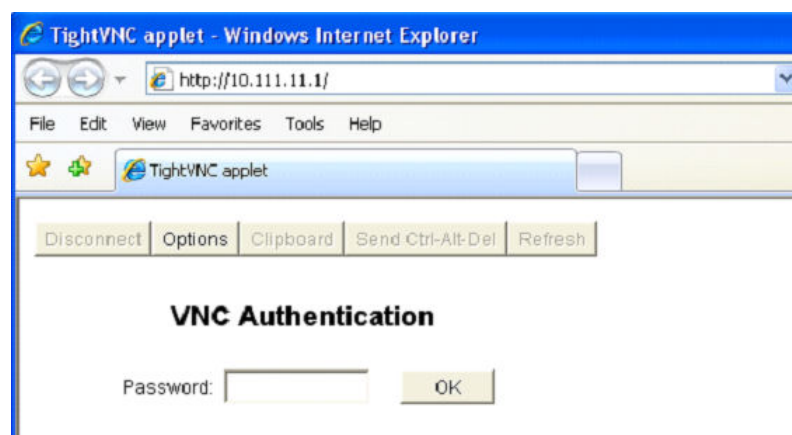 TightVNC applet - Windows Internet Explorer
http://10.111.11.1/
File Edit View Favorites Tools Help
TightVNC applet
Disconnect Options Clipboard Send Ctrl-Alt-Del Refresh
VNC Authentication
Password: OK